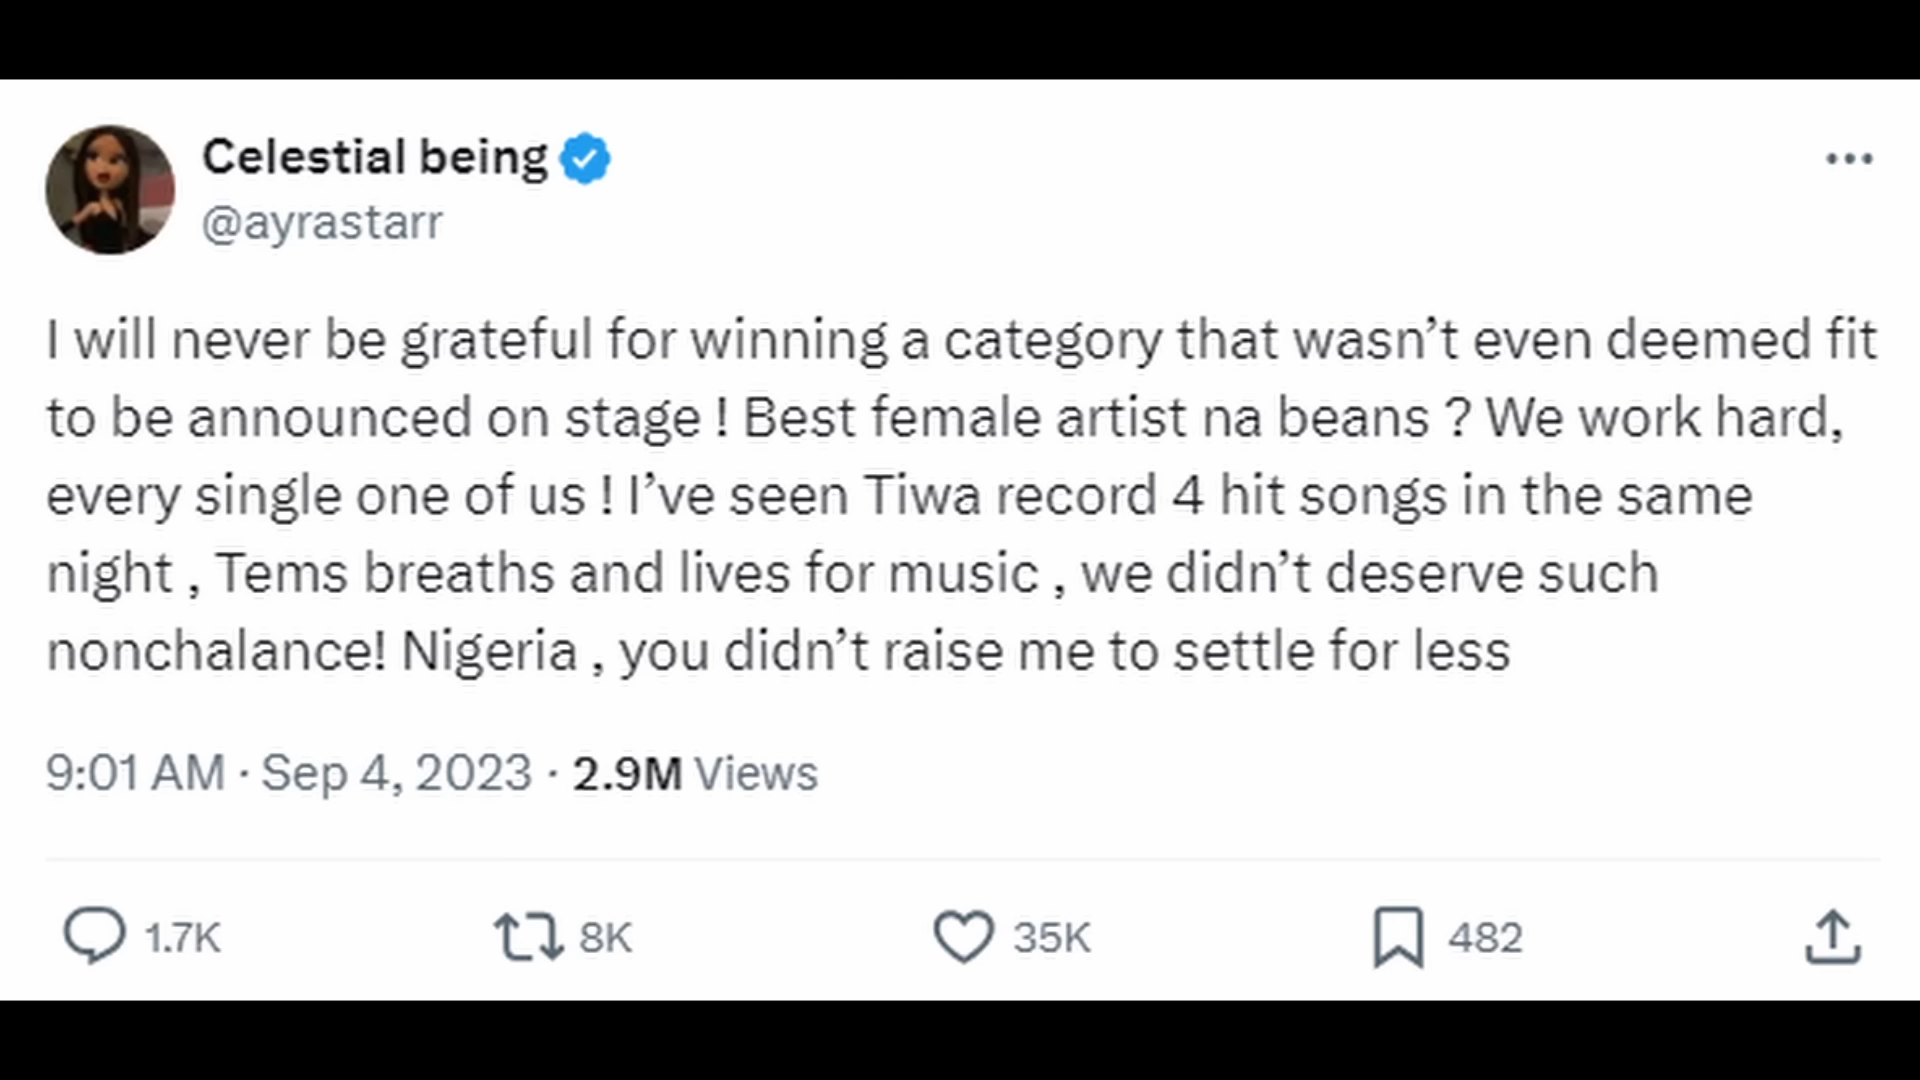 Celestial being
@ayrastarr
I will never be grateful for winning a category that wasn’t even deemed fit
to be announced on stage ! Best female artist na beans ? We work hard,
every single one of us ! I’ve seen Tiwa record 4 hit songs in the same
night , Tems breaths and lives for music , we didn’t deserve such
nonchalance! Nigeria , you didn’t raise me to settle for less
9:01 AM · Sep 4, 2023 · 2.9M Views
1.7K 8K 35K 482